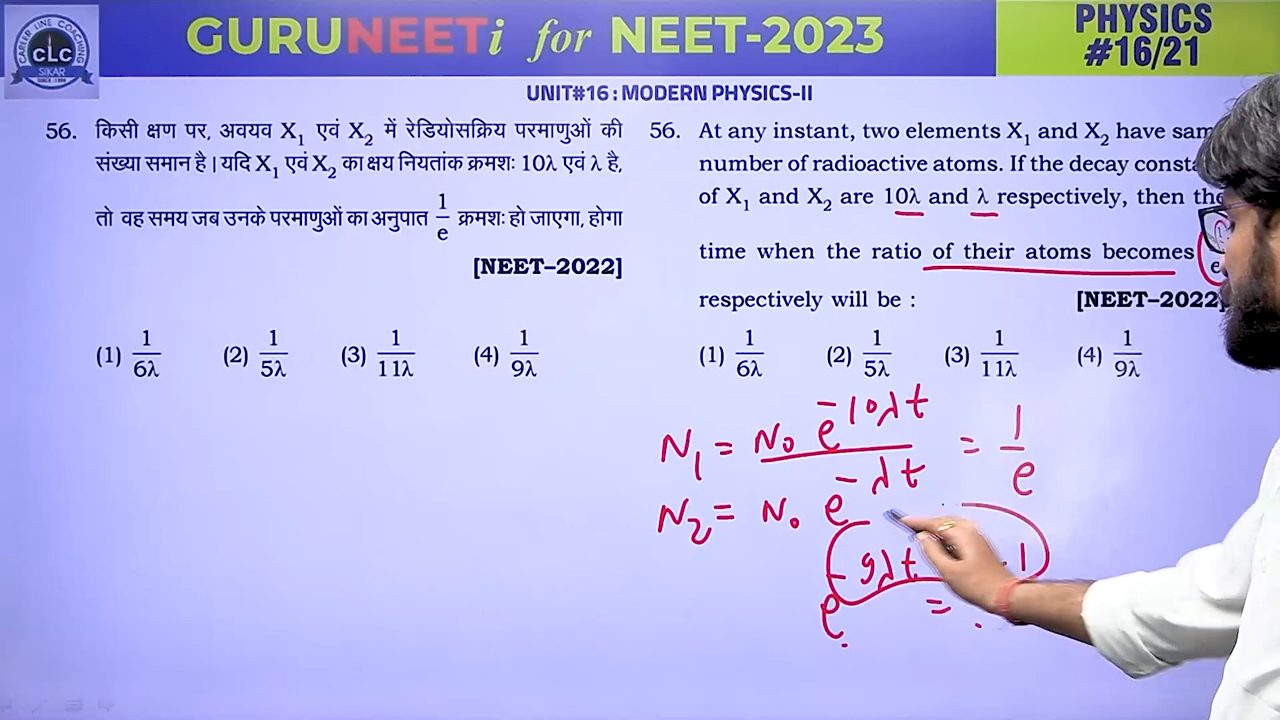 CAREER LINE COACHING
CLC
SIKAR
GURUNEETi for NEET-2023
PHYSICS
#16/21
UNIT#16 : MODERN PHYSICS-II
56. किसी क्षण पर, अवयव X₁ एवं X₂ में रेडियोसक्रिय परमाणुओं की
संख्या समान है। यदि X₁ एवं X₂ का क्षय नियतांक क्रमशः 10λ एवं λ है,
तो वह समय जब उनके परमाणुओं का अनुपात 1/e क्रमशः हो जाएगा, होगा
[NEET–2022]
(1) 1/6λ (2) 1/5λ (3) 1/11λ (4) 1/9λ
56. At any instant, two elements X₁ and X₂ have
number of radioactive atoms. If the decay
of X₁ and X₂ are 10λ and λ respectively, then
time when the ratio of their atoms becomes
respectively will be : [NEET–2022]
(1) 1/6λ (2) 1/5λ (3) 1/11λ (4) 1/9λ
N₁ = N₀ e^-10λt = 1/e
N₂ = N₀ e^-λt
e^-9λt =